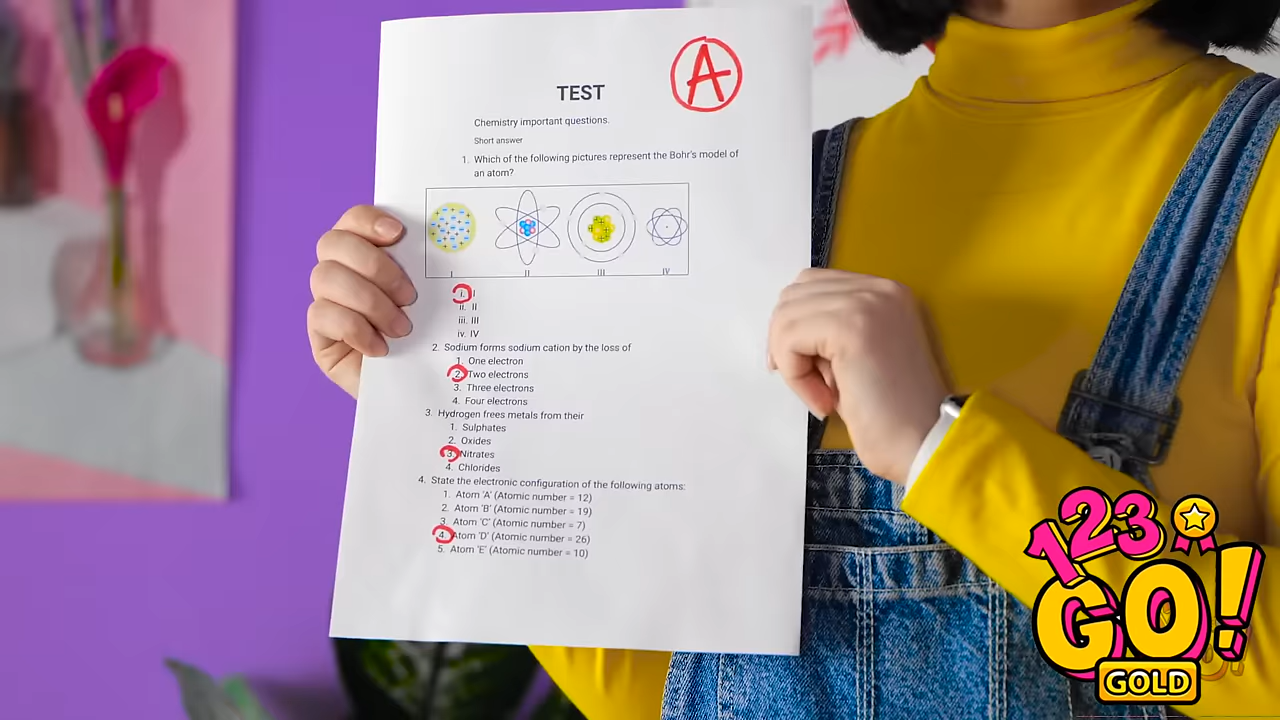 A
TEST
Chemistry important questions.
Short answer
1. Which of the following pictures represent the Bohr's model of
an atom?
I II III IV
i. I
ii. II
iii. III
iv. IV
2. Sodium forms sodium cation by the loss of
1. One electron
2. Two electrons
3. Three electrons
4. Four electrons
3. Hydrogen frees metals from their
1. Sulphates
2. Oxides
3. Nitrates
4. Chlorides
4. State the electronic configuration of the following atoms:
1. Atom 'A' (Atomic number = 12)
2. Atom 'B' (Atomic number = 19)
3. Atom 'C' (Atomic number = 7)
4. Atom 'D' (Atomic number = 26)
5. Atom 'E' (Atomic number = 10)
123
GO!
GOLD